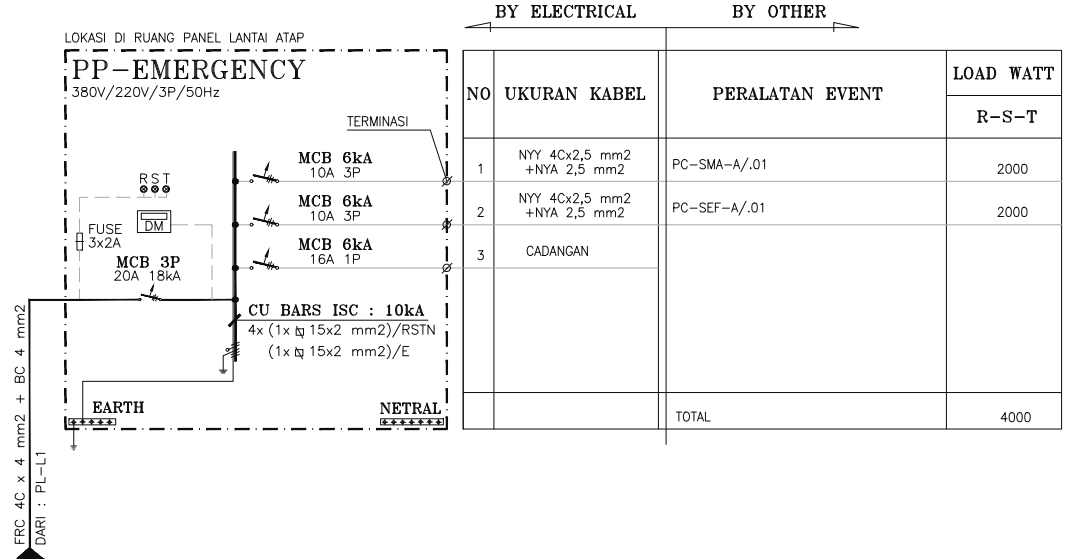 BY ELECTRICAL
BY OTHER
LOKASI DI RUANG PANEL LANTAI ATAP
PP-EMERGENCY
380V/220V/3P/50Hz
TERMINASI
MCB 6kA
10A 3P
MCB 6kA
10A 3P
MCB 6kA
16A 1P
R S T
DM
FUSE
3x2A
MCB 3P
20A 18kA
CU BARS ISC : 10kA
4x (1x 15x2 mm2)/RSTN
(1x 15x2 mm2)/E
EARTH
NETRAL
FRC 4C x 4 mm2 + BC 4 mm2
DARI : PL-L1
NO
UKURAN KABEL
PERALATAN EVENT
LOAD WATT
R-S-T
1
NYY 4Cx2,5 mm2
+NYA 2,5 mm2
PC-SMA-A/.01
2000
2
NYY 4Cx2,5 mm2
+NYA 2,5 mm2
PC-SEF-A/.01
2000
3
CADANGAN
TOTAL
4000